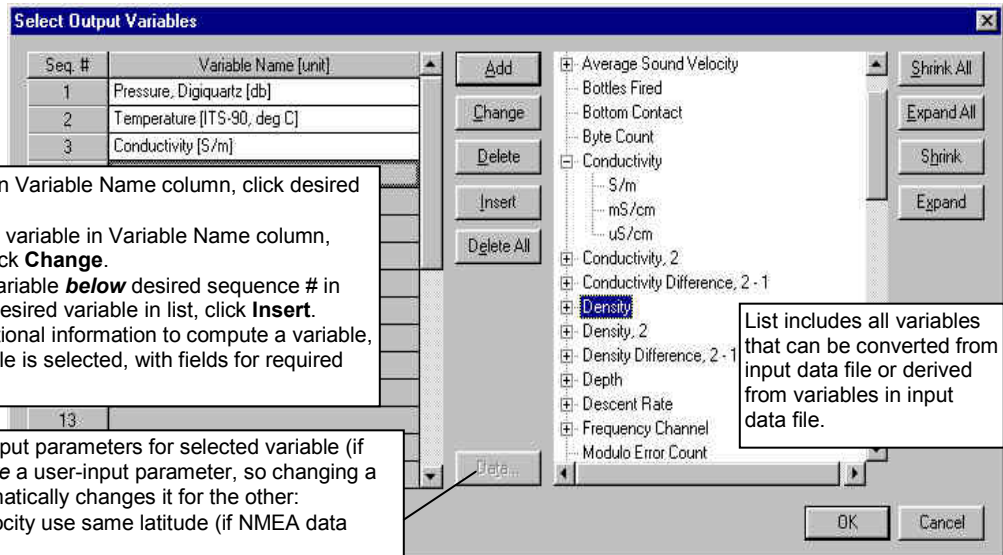 Select Output Variables
Seq. # Variable Name [unit]
1 Pressure, Digiquartz [db]
2 Temperature [ITS-90, deg C]
3 Conductivity [S/m]
n Variable Name column, click desired
variable in Variable Name column,
ck Change.
ariable below desired sequence # in
esired variable in list, click Insert.
tional information to compute a variable,
le is selected, with fields for required
13
put parameters for selected variable (if
e a user-input parameter, so changing a
matically changes it for the other:
ocity use same latitude (if NMEA data
Add
Change
Delete
Insert
Delete All
Data...
Average Sound Velocity
Bottles Fired
Bottom Contact
Byte Count
Conductivity
S/m
mS/cm
uS/cm
Conductivity, 2
Conductivity Difference, 2 - 1
Density
Density, 2
Density Difference, 2 - 1
Depth
Descent Rate
Frequency Channel
Modulo Error Count
List includes all variables
that can be converted from
input data file or derived
from variables in input
data file.
Shrink All
Expand All
Shrink
Expand
OK Cancel